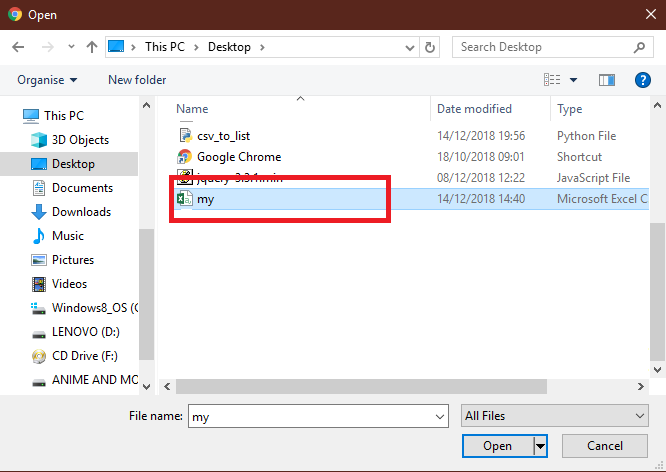 Open
This PC
Desktop
Search Desktop
Organise
New folder
This PC
3D Objects
Desktop
Documents
Downloads
Music
Pictures
Videos
Windows8_OS (C
LENOVO (D:)
CD Drive (F:)
ANIME AND MO
Name Date modified Type
csv_to_list 14/12/2018 19:56 Python File
Google Chrome 18/10/2018 09:01 Shortcut
jquery-3.3.1.min 08/12/2018 12:22 JavaScript File
my 14/12/2018 14:40 Microsoft Excel C
File name: my All Files
Open Cancel